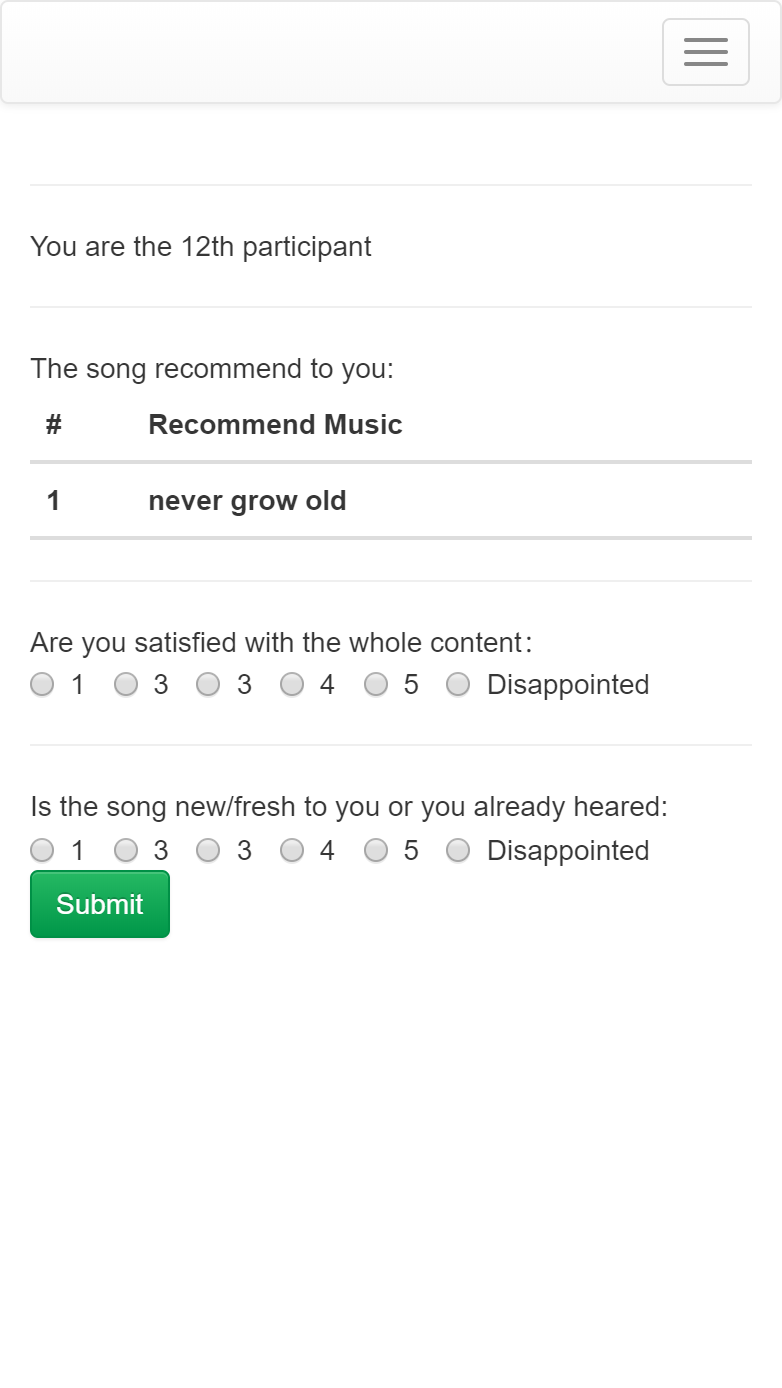 You are the 12th participant
The song recommend to you:
# Recommend Music
1 never grow old
Are you satisfied with the whole content：
1 3 3 4 5 Disappointed
Is the song new/fresh to you or you already heared:
1 3 3 4 5 Disappointed
Submit